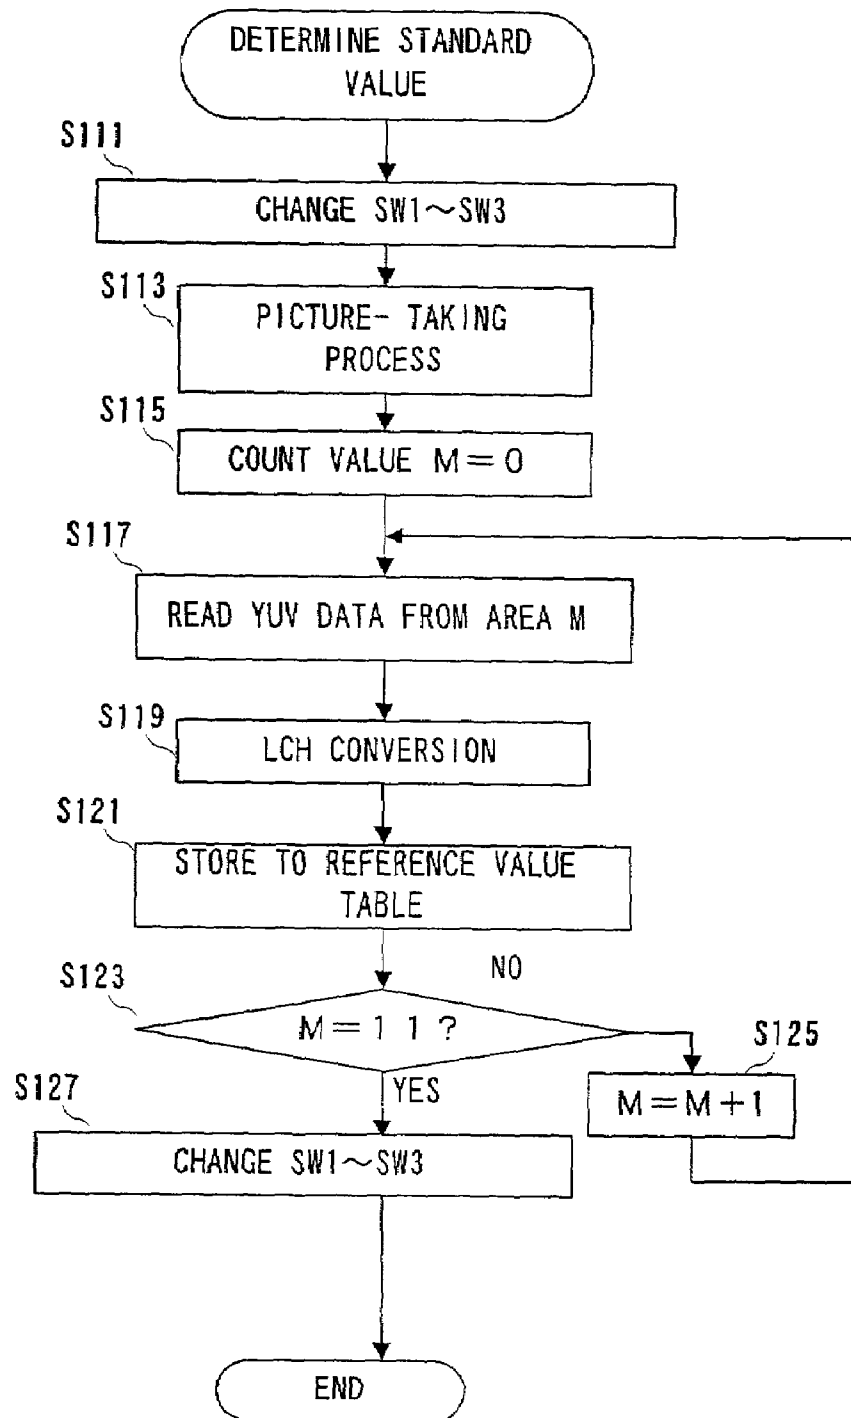 DETERMINE STANDARD
VALUE
S111
CHANGE SW1~SW3
S113
PICTURE- TAKING
PROCESS
S115
COUNT VALUE M=0
S117
READ YUV DATA FROM AREA M
S119
LCH CONVERSION
S121
STORE TO REFERENCE VALUE
TABLE
NO
S123
M=11?
S125
M=M+1
YES
S127
CHANGE SW1~SW3
END